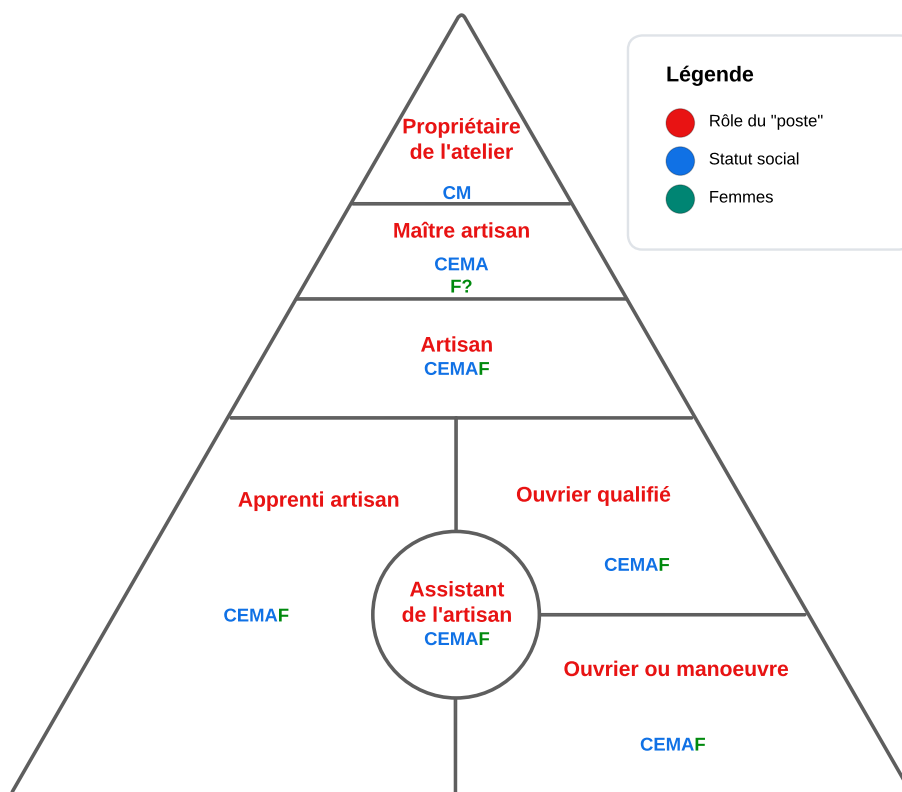 Propriétaire
de l'atelier
CM
Maître artisan
CEMA
F?
Artisan
CEMAF
Apprenti artisan
CEMAF
Ouvrier qualifié
CEMAF
Assistant
de l'artisan
CEMAF
Ouvrier ou manoeuvre
CEMAF
Légende
Rôle du "poste"
Statut social
Femmes